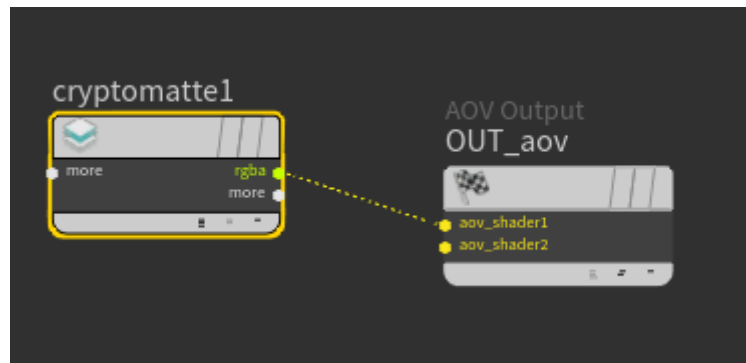 cryptomatte1
more
rgba
more
AOV Output
OUT_aov
aov_shader1
aov_shader2